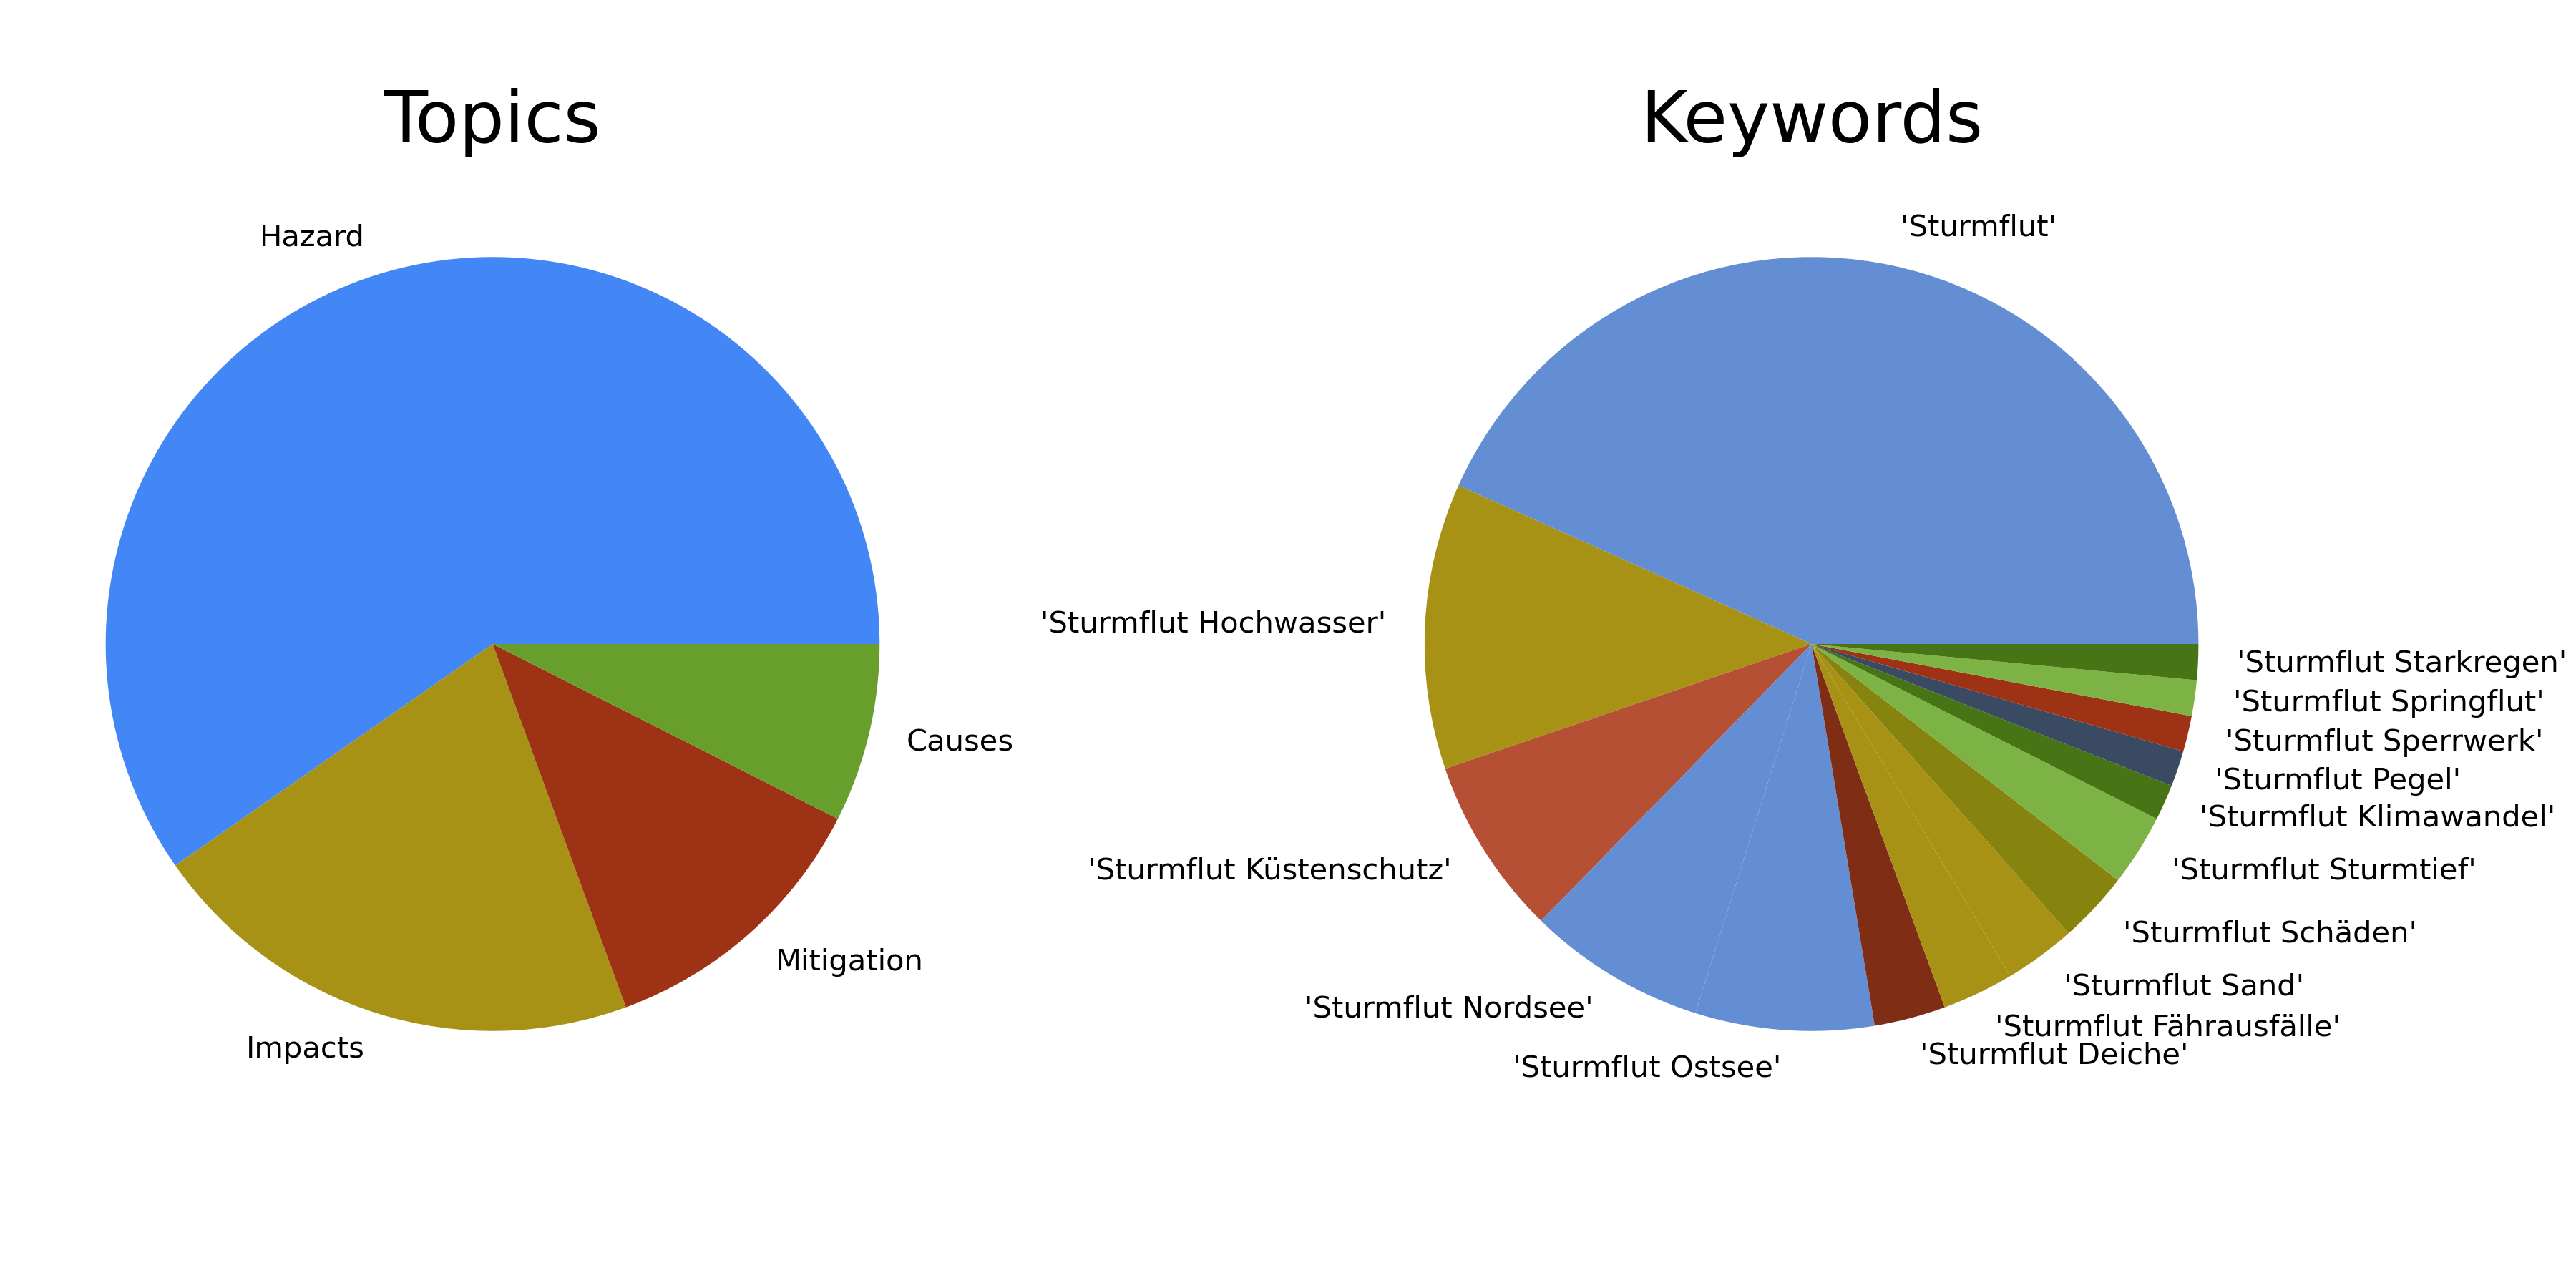 Topics
Hazard
Causes
Mitigation
Impacts
Keywords
'Sturmflut'
'Sturmflut Hochwasser'
'Sturmflut Küstenschutz'
'Sturmflut Nordsee'
'Sturmflut Ostsee'
'Sturmflut Deiche'
'Sturmflut Fährausfälle'
'Sturmflut Sand'
'Sturmflut Schäden'
'Sturmflut Sturmtief'
'Sturmflut Klimawandel'
'Sturmflut Pegel'
'Sturmflut Sperrwerk'
'Sturmflut Springflut'
'Sturmflut Starkregen'